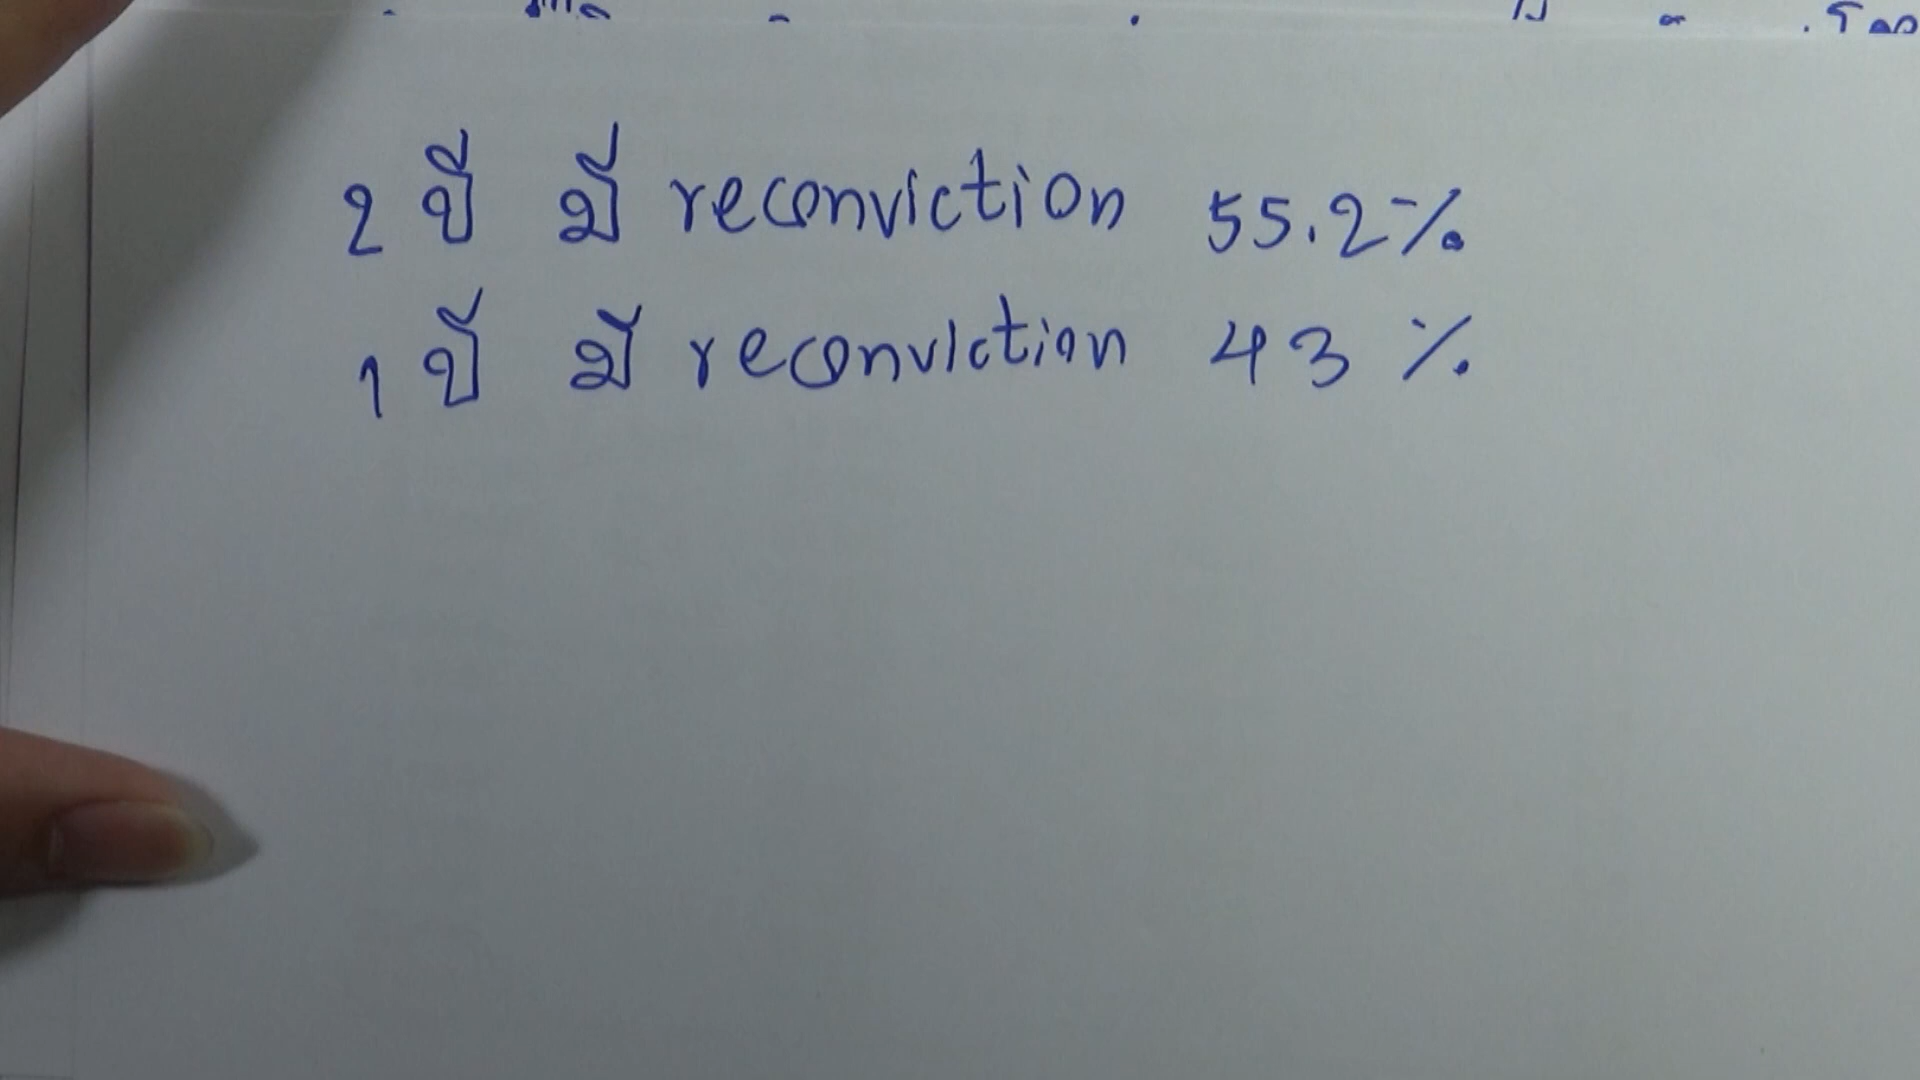 2 ปี มี reconviction 55.2%
1 ปี มี reconviction 43 %